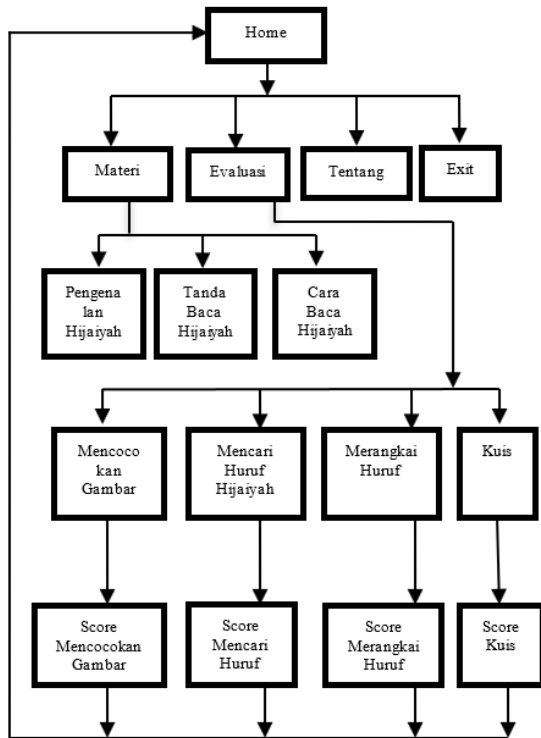 Home
Materi
Evaluasi
Tentang
Exit
Pengena
lan
Hijaiyah
Tanda
Baca
Hijaiyah
Cara
Baca
Hijaiyah
Mencoco
kan
Gambar
Mencari
Huruf
Hijaiyah
Merangkai
Huruf
Kuis
Score
Mencocokan
Gambar
Score
Mencari
Huruf
Score
Merangkai
Huruf
Score
Kuis